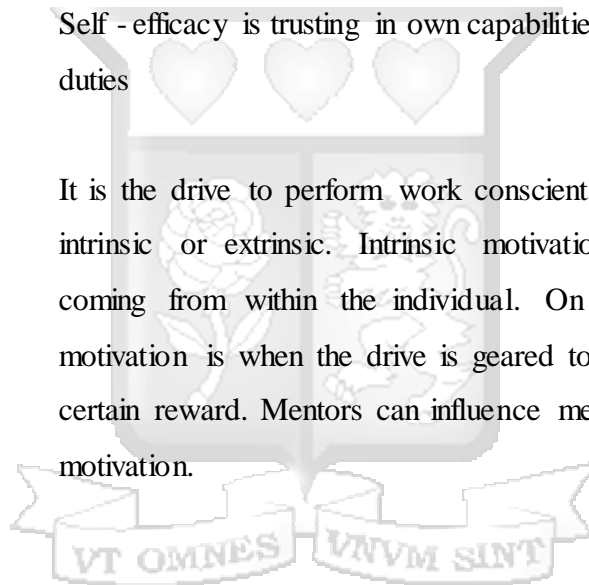 Self - efficacy is trusting in own capabilitie
duties
It is the drive to perform work conscient
intrinsic or extrinsic. Intrinsic motivatio
coming from within the individual. On
motivation is when the drive is geared to
certain reward. Mentors can influence me
motivation.
VT OMNES VNVM SINT